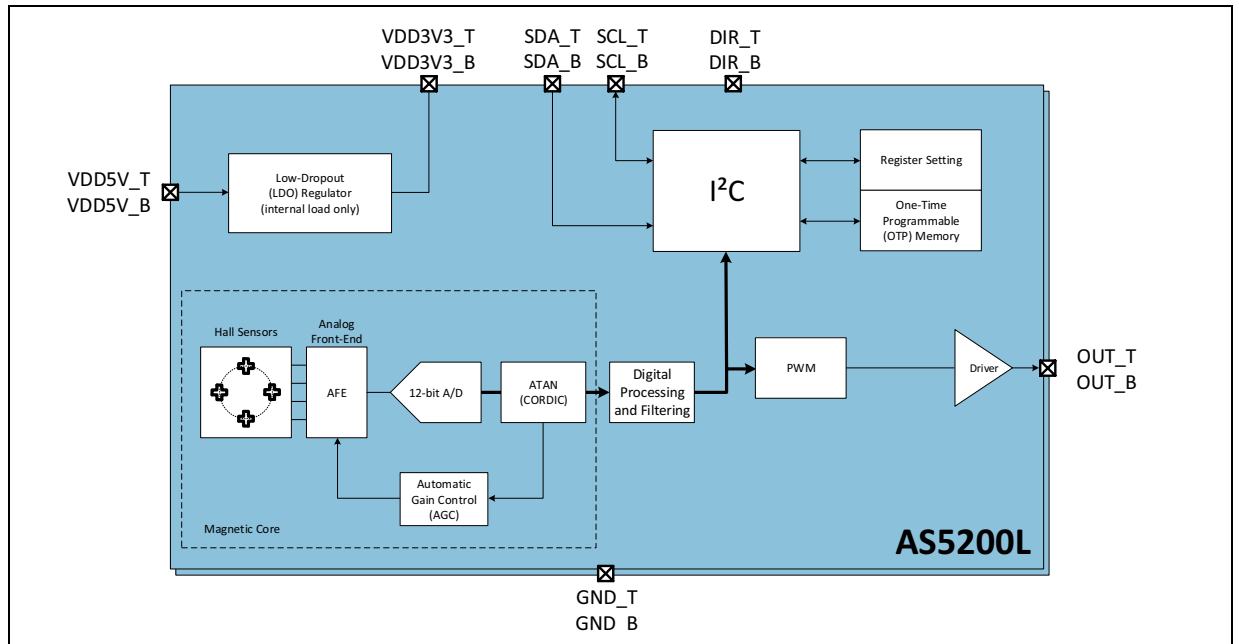 VDD3V3_T
VDD3V3_B
SDA_T
SDA_B
SCL_T
SCL_B
DIR_T
DIR_B
VDD5V_T
VDD5V_B
Low-Dropout
(LDO) Regulator
(internal load only)
I²C
Register Setting
One-Time
Programmable
(OTP) Memory
Hall Sensors
Analog
Front-End
AFE
12-bit A/D
ATAN
(CORDIC)
Digital
Processing
and Filtering
PWM
Driver
OUT_T
OUT_B
Automatic
Gain Control
(AGC)
Magnetic Core
AS5200L
GND_T
GND B